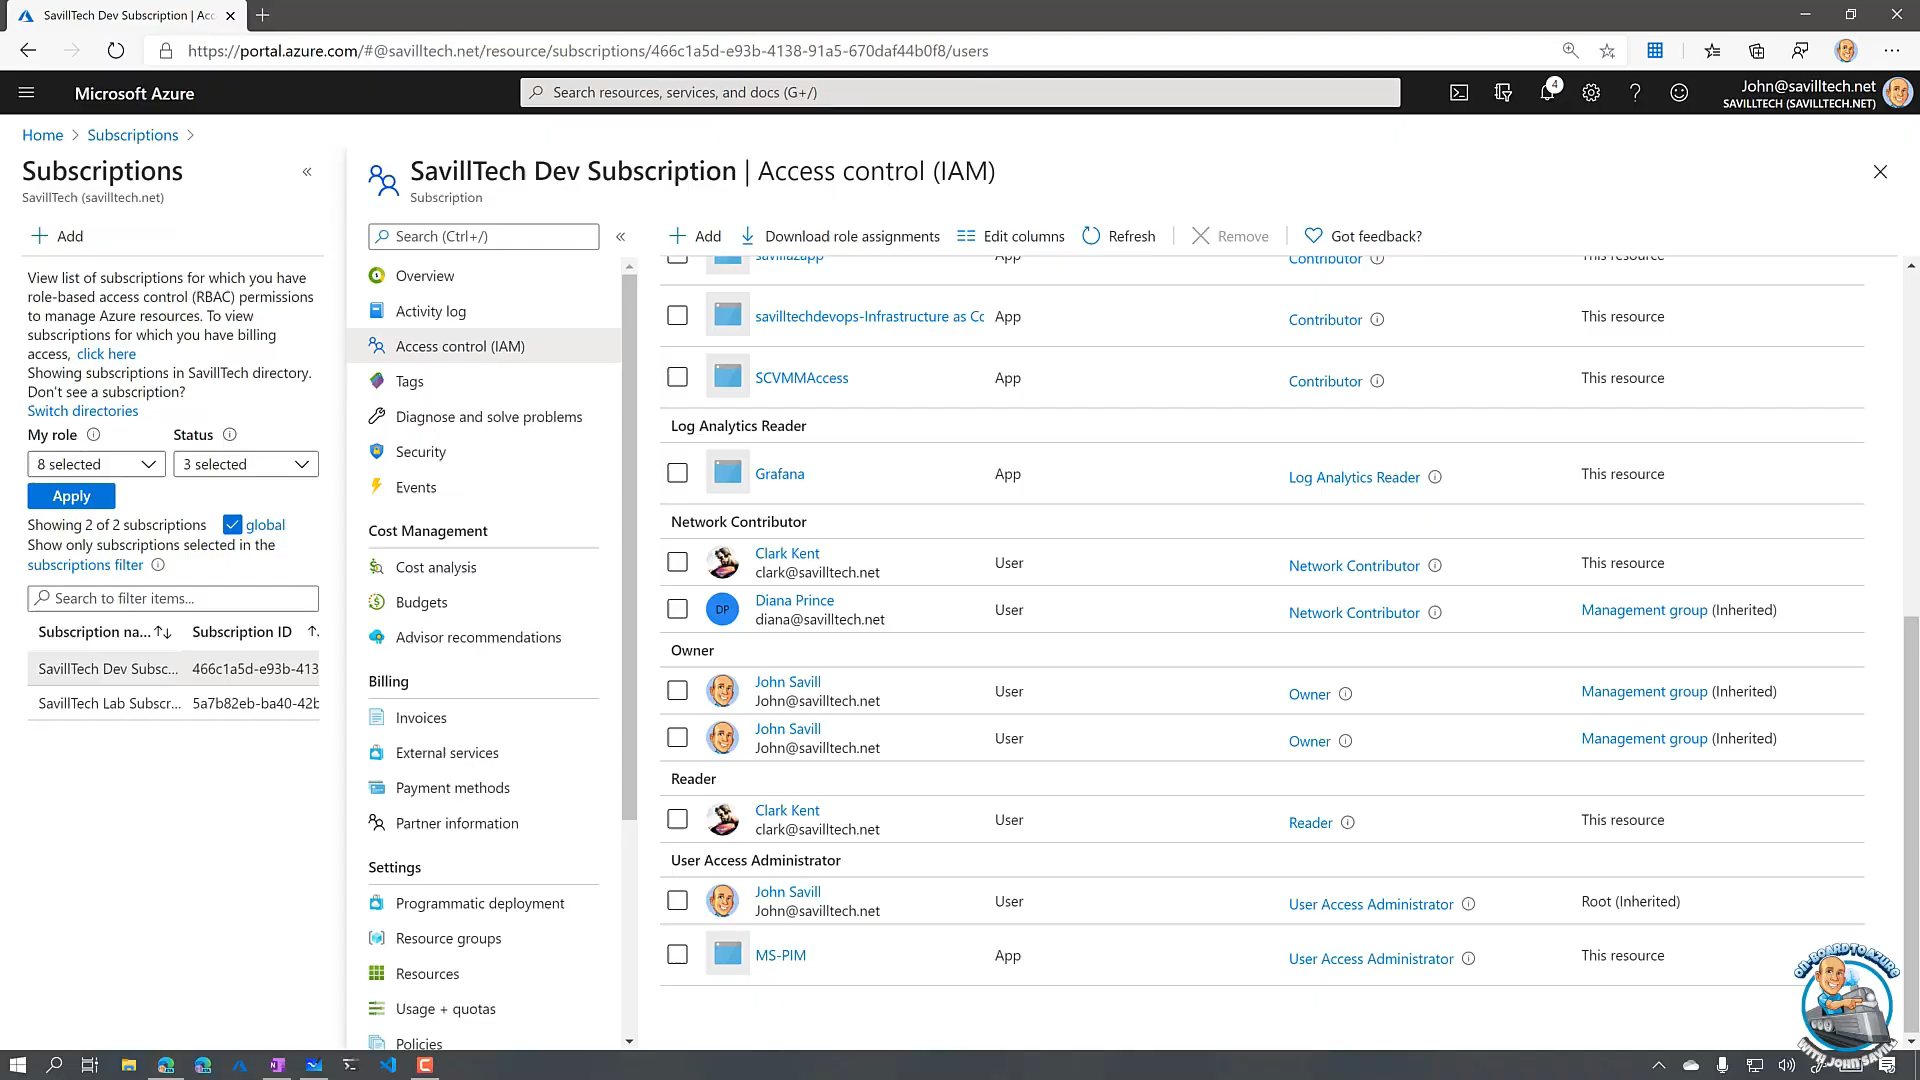 SavillTech Dev Subscription | Acc
https://portal.azure.com/#@savilltech.net/resource/subscriptions/466c1a5d-e93b-4138-91a5-670daf44b0f8/users
Microsoft Azure
Search resources, services, and docs (G+/)
4
John@savilltech.net
SAVILLTECH (SAVILLTECH.NET)
Home > Subscriptions >
Subscriptions
SavillTech (savilltech.net)
«
Add
View list of subscriptions for which you have
role-based access control (RBAC) permissions
to manage Azure resources. To view
subscriptions for which you have billing
access, click here
Showing subscriptions in SavillTech directory.
Don't see a subscription?
Switch directories
My role Status
8 selected 3 selected
Apply
Showing 2 of 2 subscriptions global
Show only subscriptions selected in the
subscriptions filter
Search to filter items...
Subscription na... Subscription ID
SavillTech Dev Subsc... 466c1a5d-e93b-413
SavillTech Lab Subscr... 5a7b82eb-ba40-42b
SavillTech Dev Subscription | Access control (IAM)
Subscription
Search (Ctrl+/)
«
Overview
Activity log
Access control (IAM)
Tags
Diagnose and solve problems
Security
Events
Cost Management
Cost analysis
Budgets
Advisor recommendations
Billing
Invoices
External services
Payment methods
Partner information
Settings
Programmatic deployment
Resource groups
Resources
Usage + quotas
Policies
Add Download role assignments Edit columns Refresh Remove Got feedback?
savillazapp App Contributor This resource
savilltechdevops-Infrastructure as Co App Contributor This resource
SCVMMAccess App Contributor This resource
Log Analytics Reader
Grafana App Log Analytics Reader This resource
Network Contributor
Clark Kent
clark@savilltech.net User Network Contributor This resource
DP Diana Prince
diana@savilltech.net User Network Contributor Management group (Inherited)
Owner
John Savill
John@savilltech.net User Owner Management group (Inherited)
John Savill
John@savilltech.net User Owner Management group (Inherited)
Reader
Clark Kent
clark@savilltech.net User Reader This resource
User Access Administrator
John Savill
John@savilltech.net User User Access Administrator Root (Inherited)
MS-PIM App User Access Administrator This resource
ON-BOARD TO AZURE
WITH JOHN SAVILL